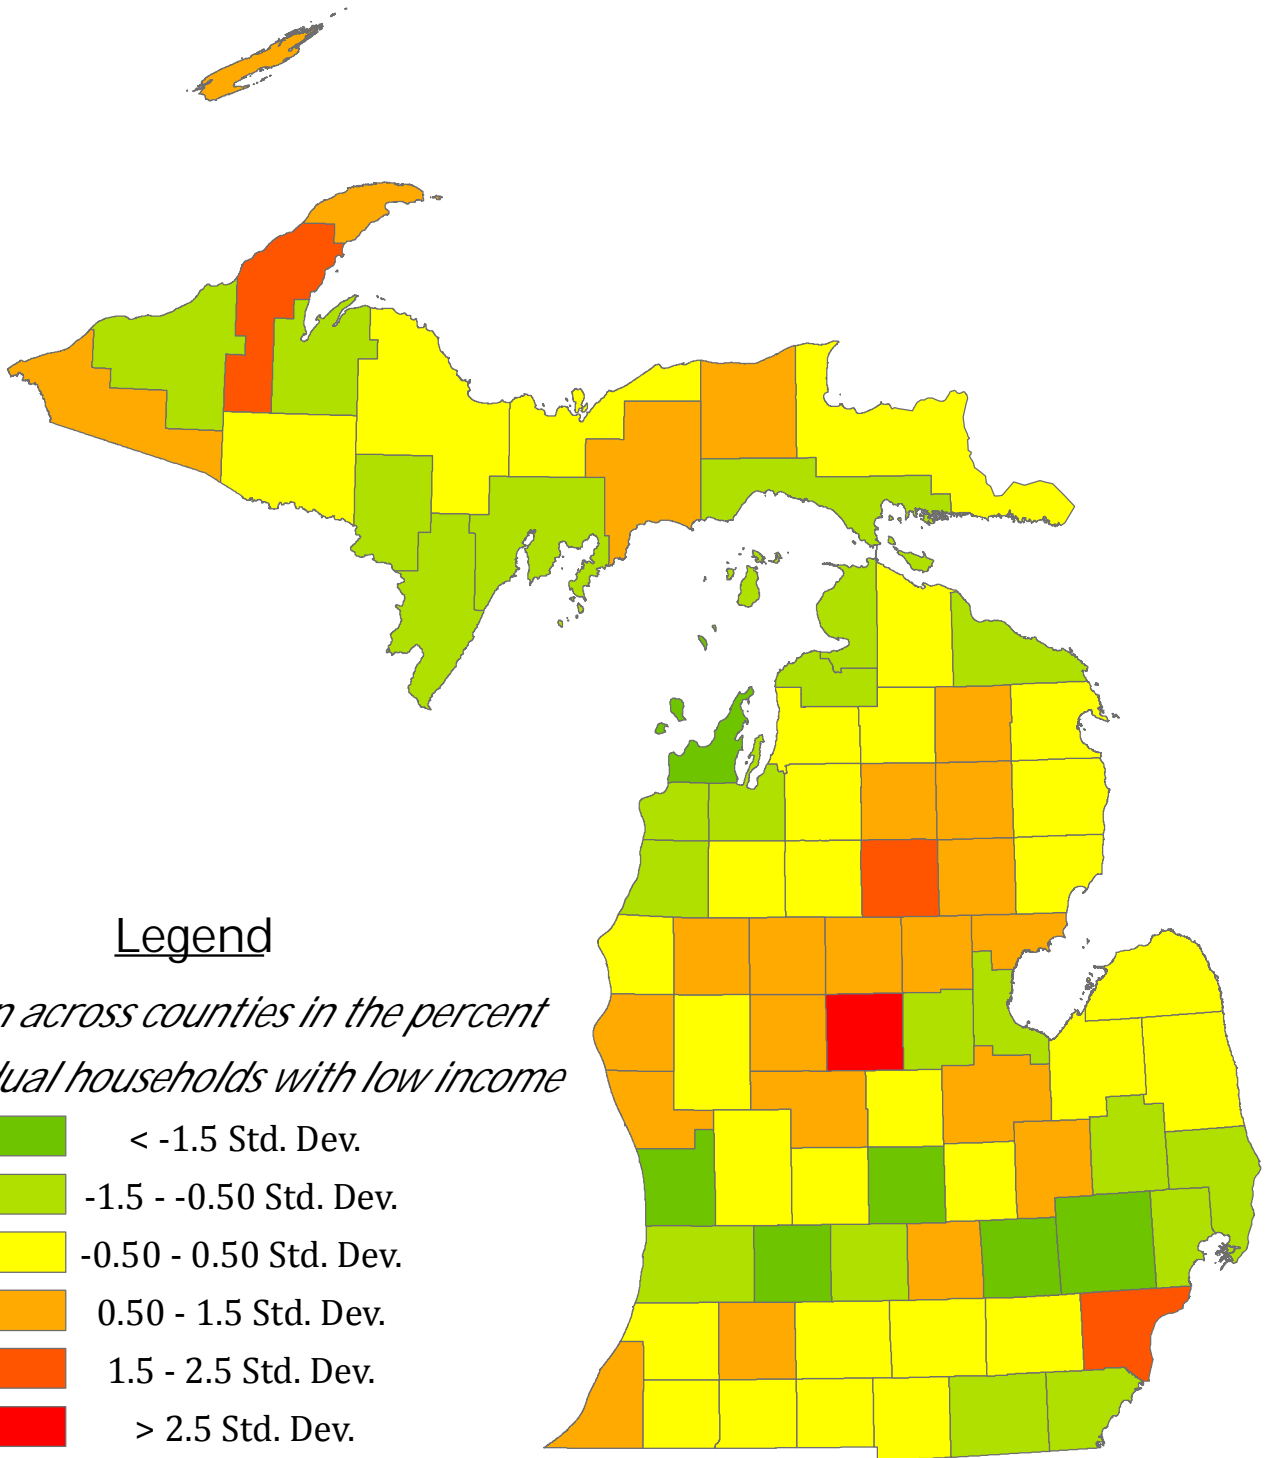 Legend
across counties in the percent
households with low income
< -1.5 Std. Dev.
-1.5 - -0.50 Std. Dev.
-0.50 - 0.50 Std. Dev.
0.50 - 1.5 Std. Dev.
1.5 - 2.5 Std. Dev.
> 2.5 Std. Dev.